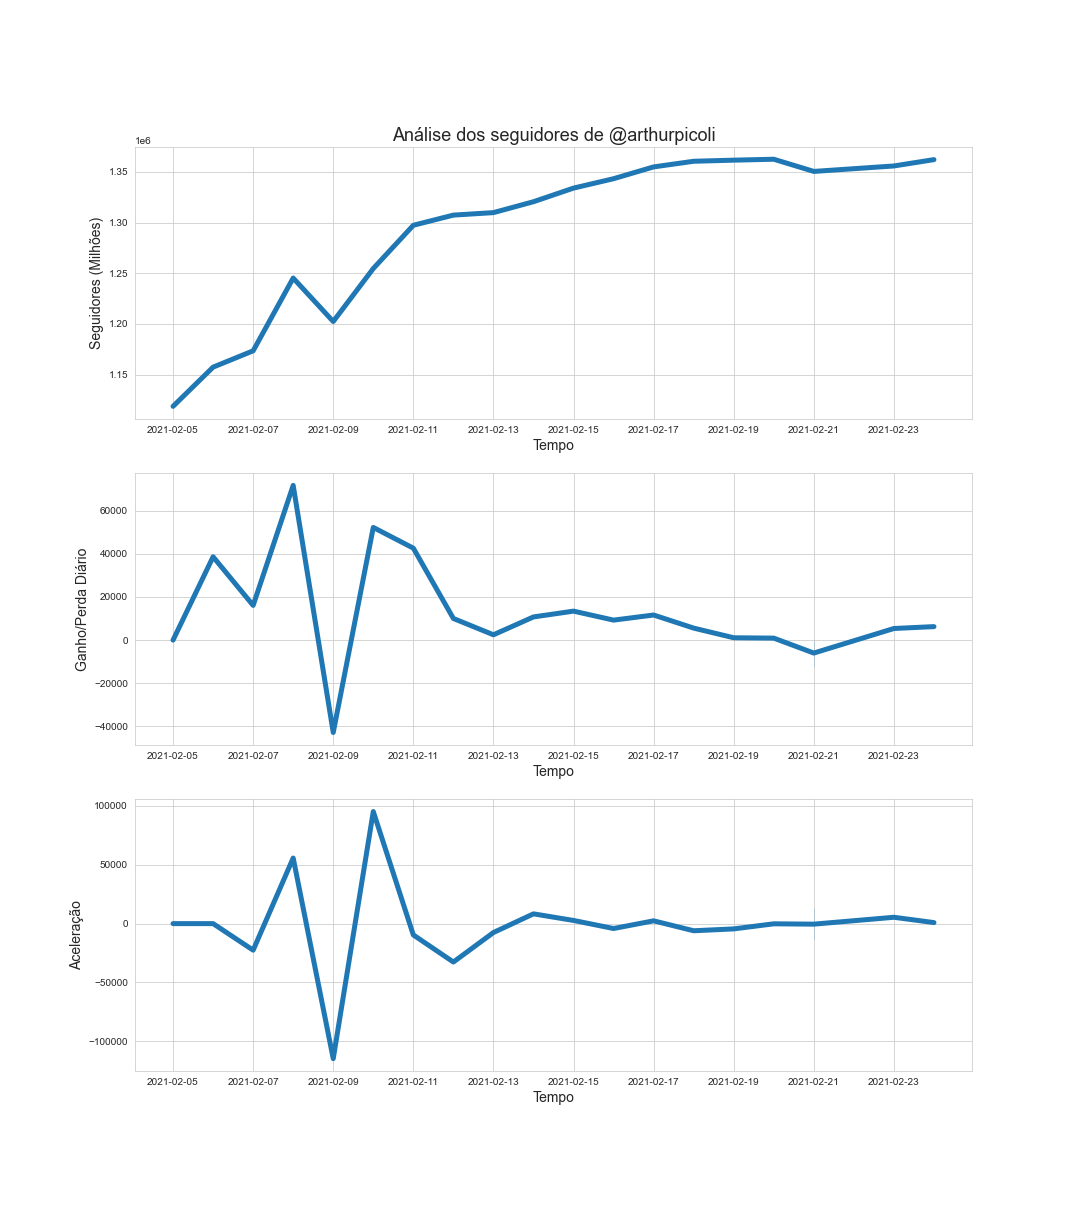 Análise dos seguidores de @arthurpicoli
1e6
1.35
1.30
1.25
1.20
1.15
Seguidores (Milhões)
2021-02-05 2021-02-07 2021-02-09 2021-02-11 2021-02-13 2021-02-15 2021-02-17 2021-02-19 2021-02-21 2021-02-23
Tempo
60000
40000
20000
0
−20000
−40000
Ganho/Perda Diário
2021-02-05 2021-02-07 2021-02-09 2021-02-11 2021-02-13 2021-02-15 2021-02-17 2021-02-19 2021-02-21 2021-02-23
Tempo
100000
50000
0
−50000
−100000
Aceleração
2021-02-05 2021-02-07 2021-02-09 2021-02-11 2021-02-13 2021-02-15 2021-02-17 2021-02-19 2021-02-21 2021-02-23
Tempo